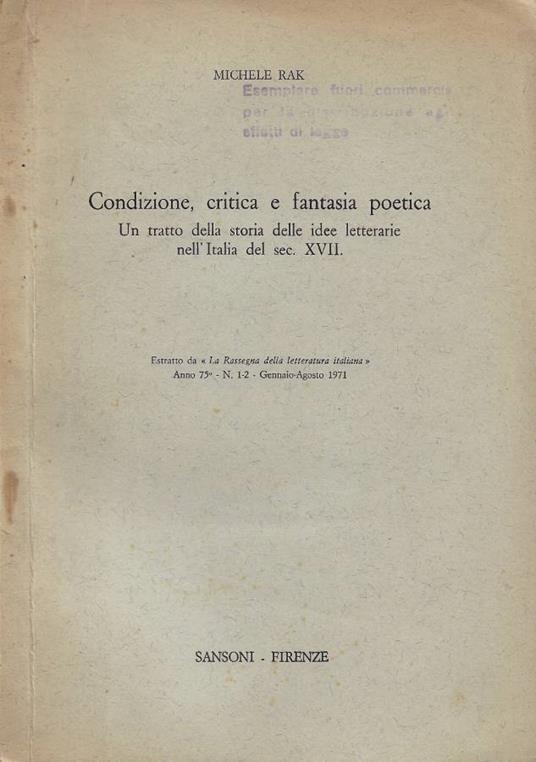 MICHELE RAK
Esemplare fuori commercio
per la distribuzione agli
effetti di legge
Condizione, critica e fantasia poetica
Un tratto della storia delle idee letterarie
nell'Italia del sec. XVII.
Estratto da « La Rassegna della letteratura italiana »
Anno 75º - N. 1-2 - Gennaio-Agosto 1971
SANSONI - FIRENZE